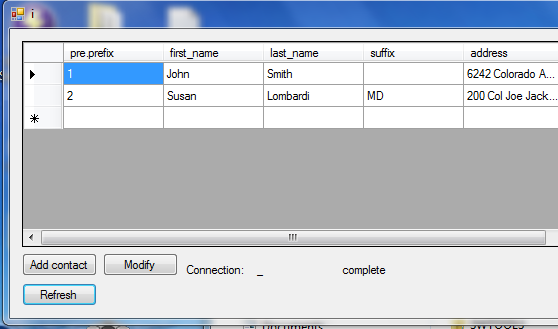 i
pre.prefix first_name last_name suffix address
1 John Smith 6242 Colorado A...
2 Susan Lombardi MD 200 Col Joe Jack...
Add contact Modify Connection: _ complete
Refresh
Documents SWTOOLS